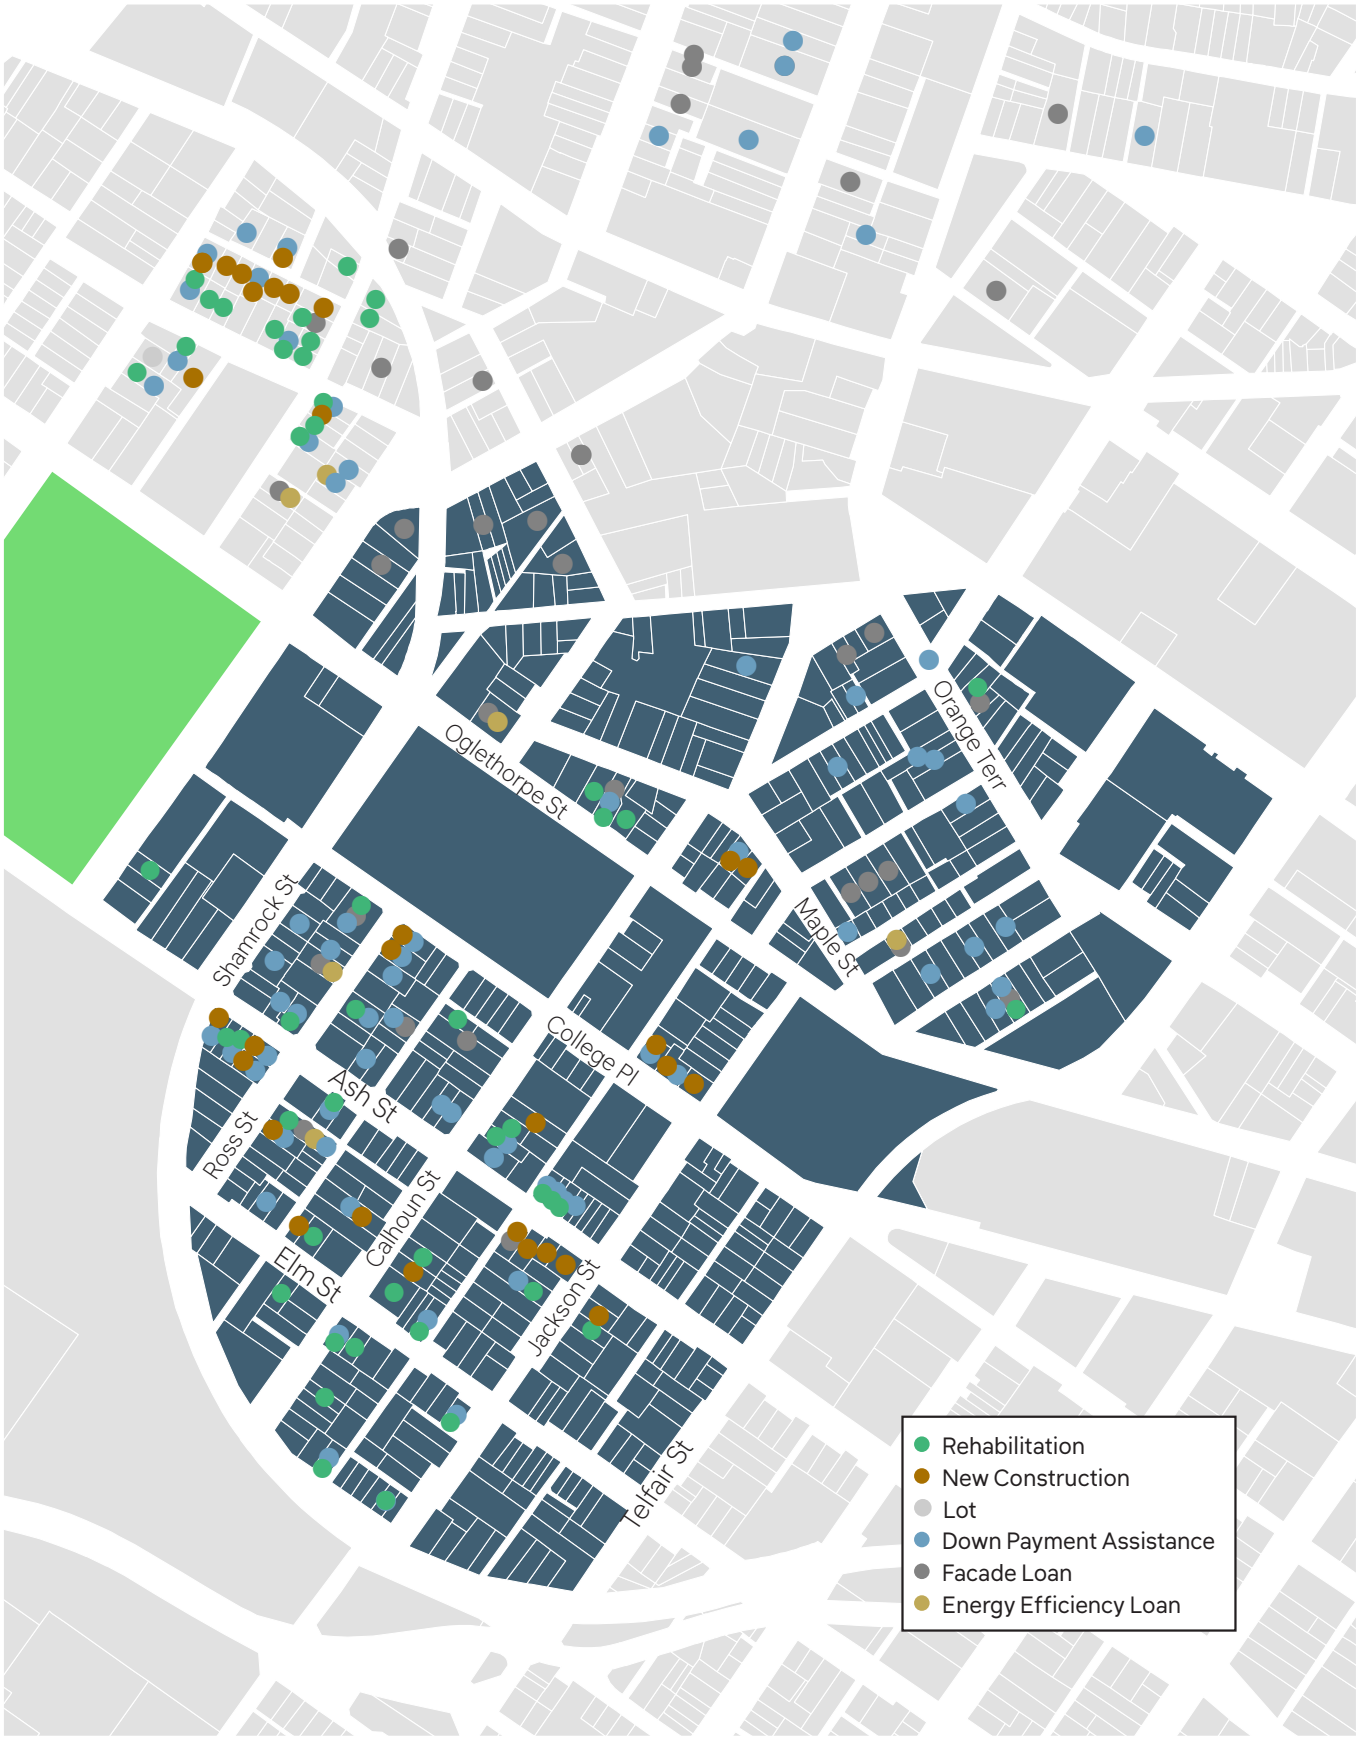 Orange Terr
Oglethorpe St
Maple St
Shamrock St
College Pl
Ash St
Ross St
Calhoun St
Elm St
Jackson St
Telfair St
Rehabilitation
New Construction
Lot
Down Payment Assistance
Facade Loan
Energy Efficiency Loan